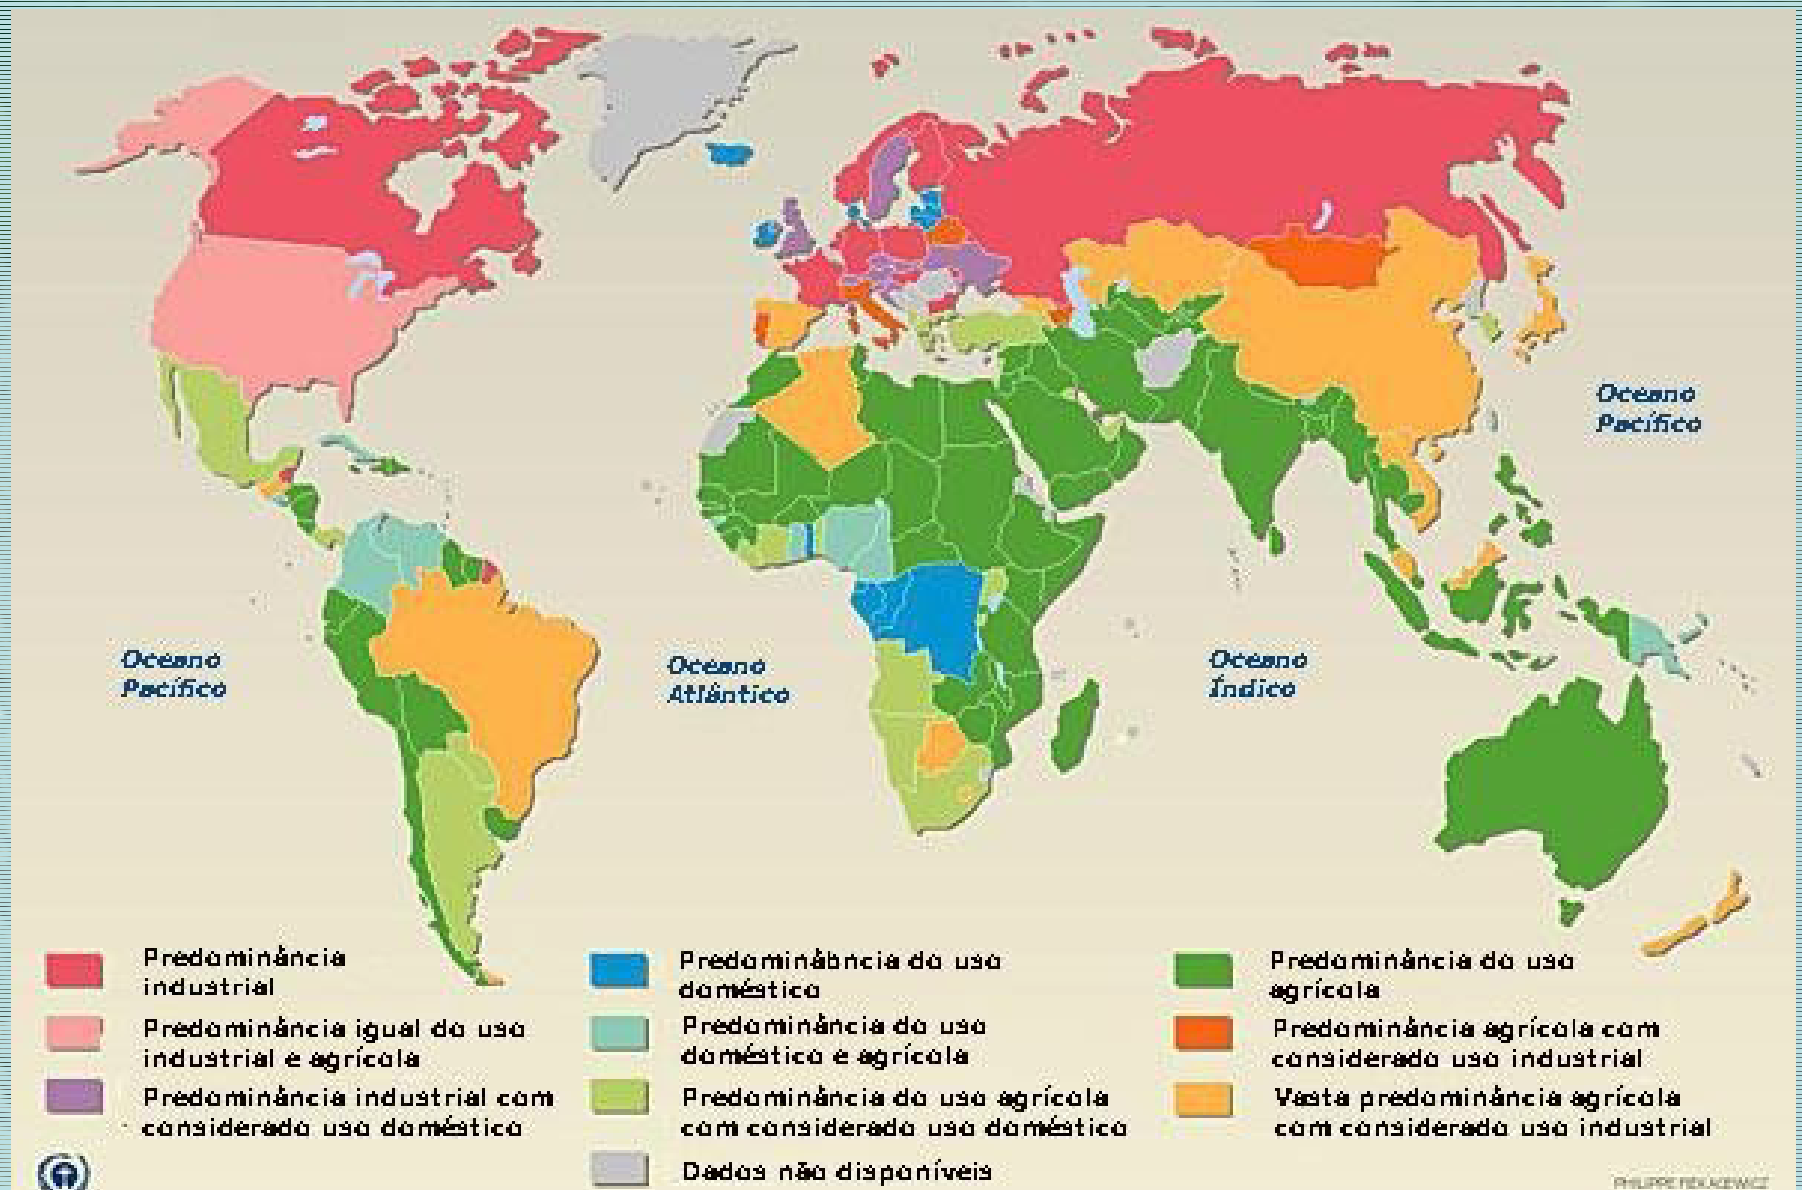 Oceano
Pacífico
Oceano
Pacífico
Oceano
Atlântico
Oceano
Índico
Predominância
industrial
Predominância igual do uso
industrial e agrícola
Predominância industrial com
considerado uso doméstico
Predominâbncia do uso
doméstico
Predominância do uso
doméstico e agrícola
Predominância do uso agrícola
com considerado uso doméstico
Dados não disponíveis
Predominância do uso
agrícola
Predominância agrícola com
considerado uso industrial
Vasta predominância agrícola
com considerado uso industrial
PHILIPPE REKACEWICZ